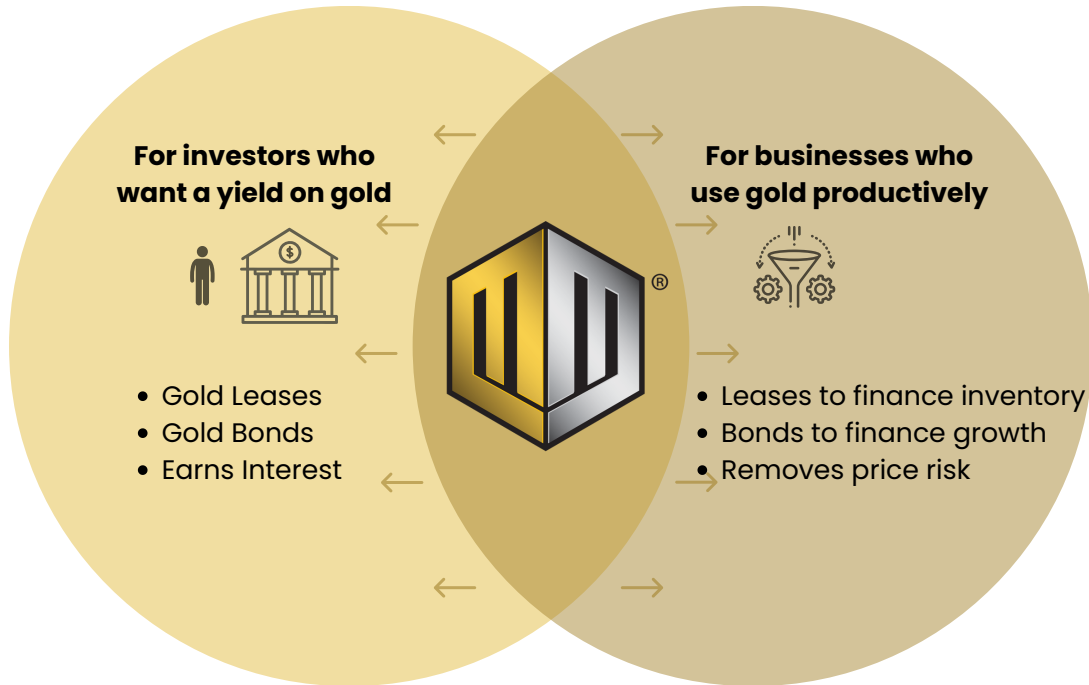 For investors who
want a yield on gold
$
• Gold Leases
• Gold Bonds
• Earns Interest
®
For businesses who
use gold productively
• Leases to finance inventory
• Bonds to finance growth
• Removes price risk